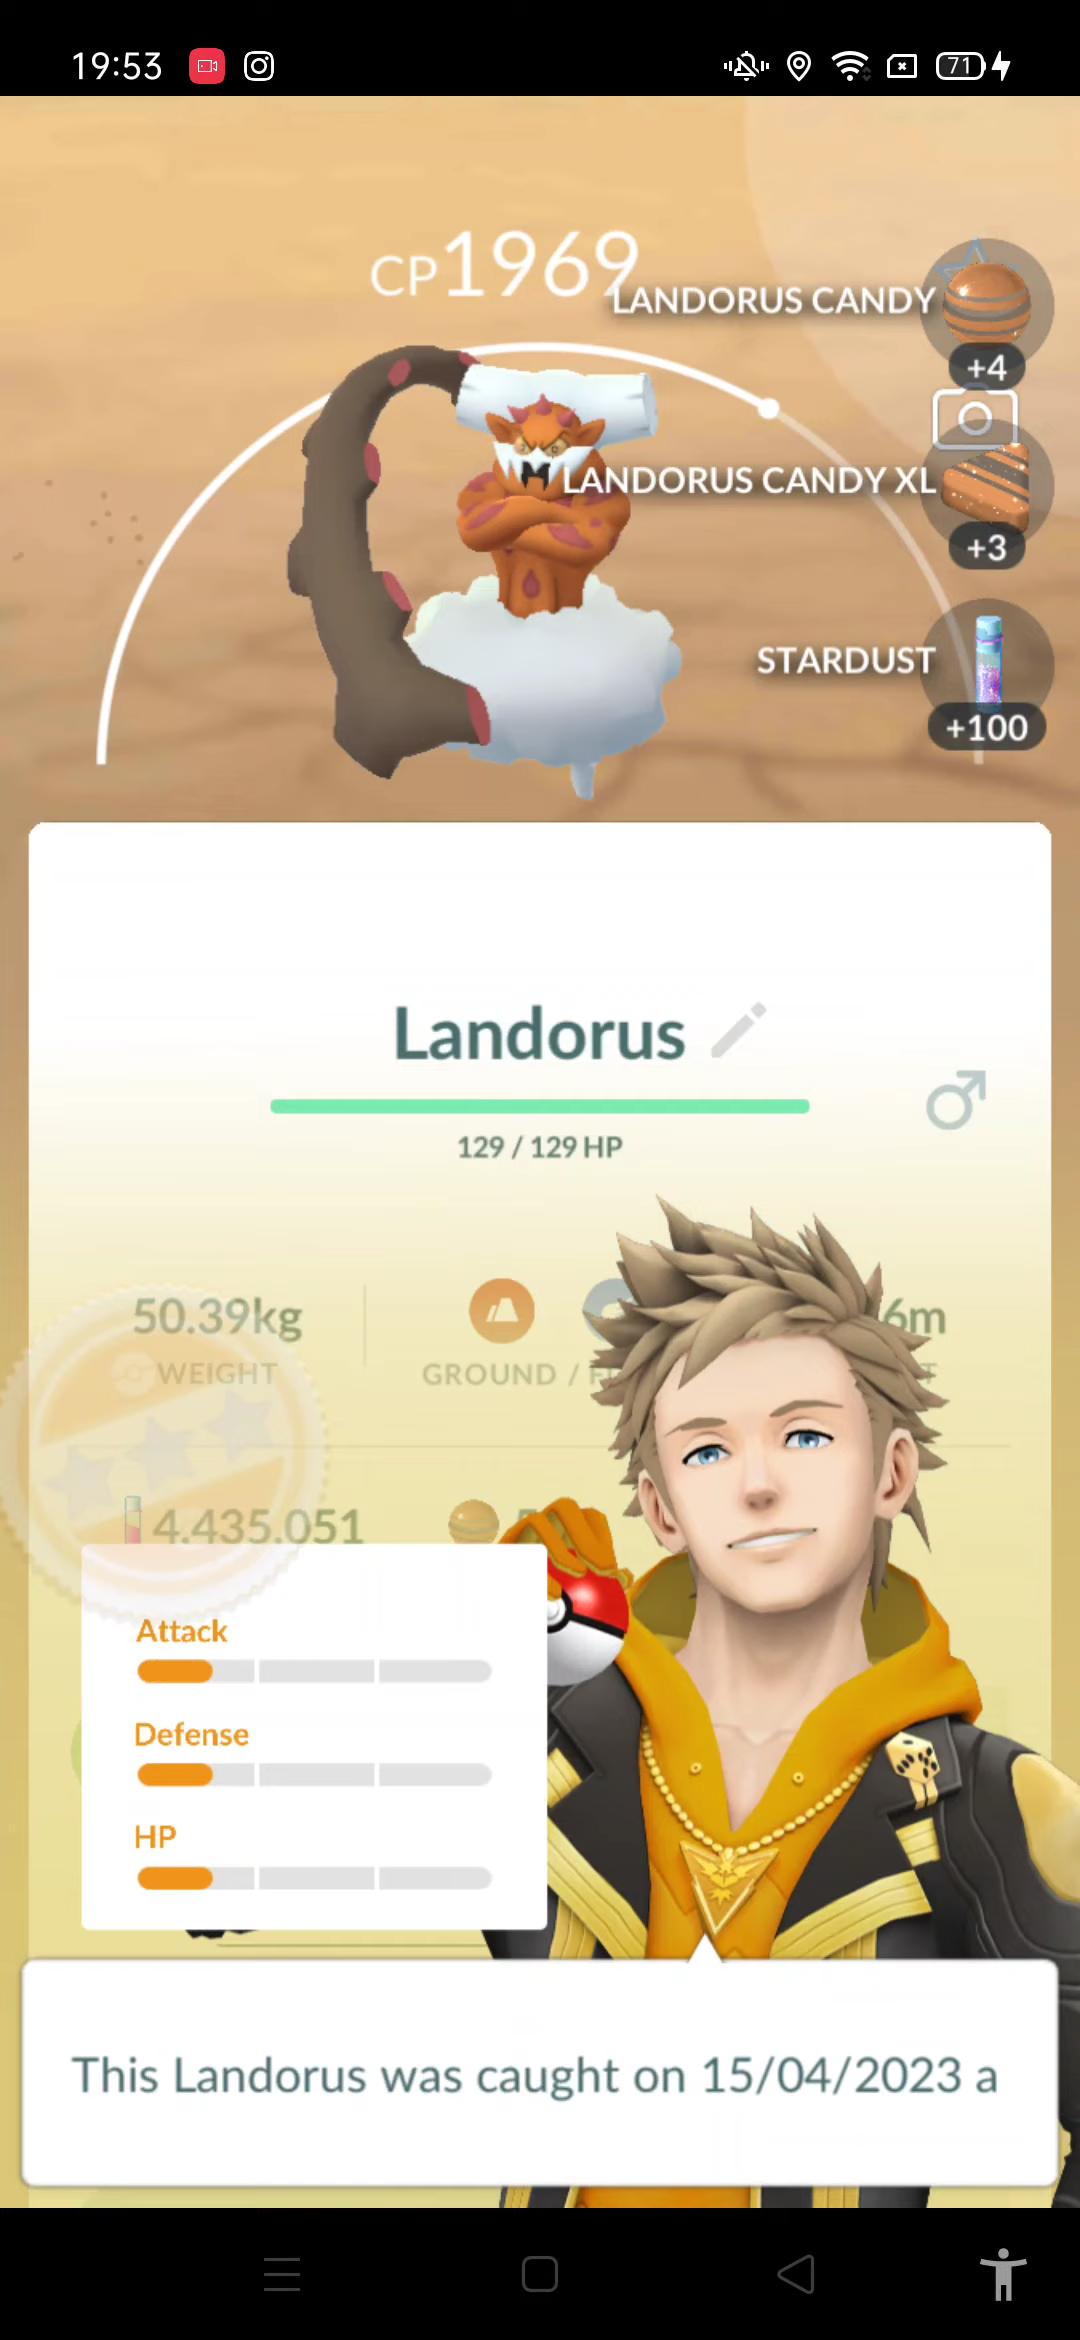 19:53
71
CP1969
LANDORUS CANDY
+4
LANDORUS CANDY XL
+3
STARDUST
+100
Landorus
129 / 129 HP
50.39kg
6m
WEIGHT
GROUND /
4.435.051
Attack
Defense
HP
This Landorus was caught on 15/04/2023 a